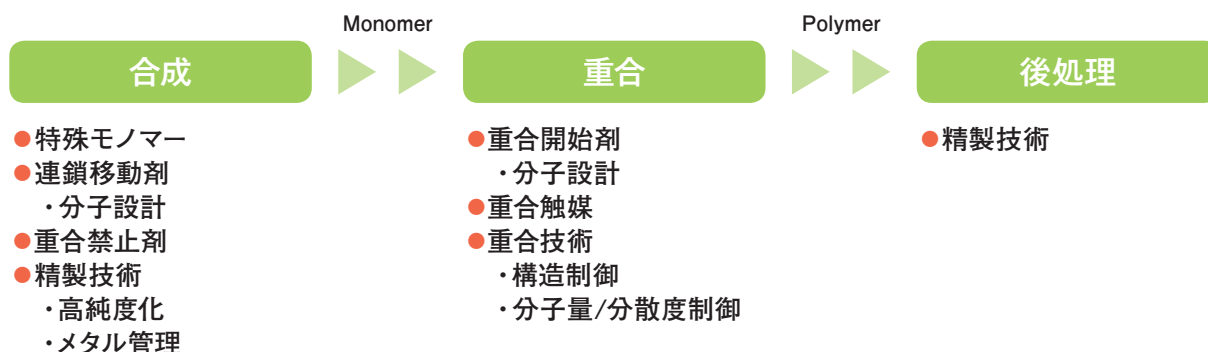 Monomer
Polymer
合成
重合
後処理
●特殊モノマー
●連鎖移動剤
・分子設計
●重合禁止剤
●精製技術
・高純度化
・メタル管理
●重合開始剤
・分子設計
●重合触媒
●重合技術
・構造制御
・分子量/分散度制御
●精製技術